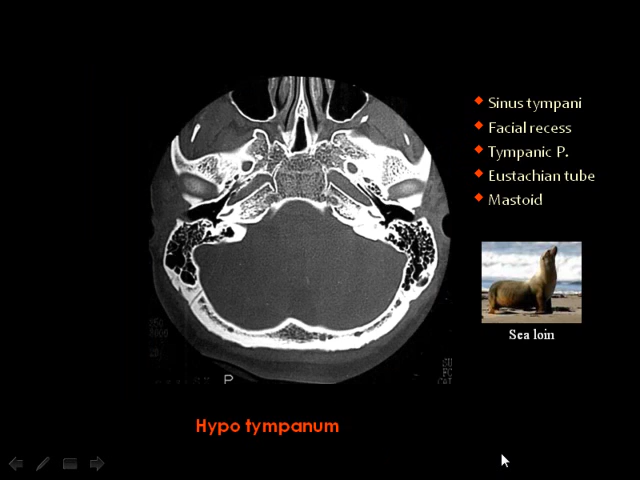 Sinus tympani
Facial recess
Tympanic P.
Eustachian tube
Mastoid
Sea loin
P
Hypo tympanum